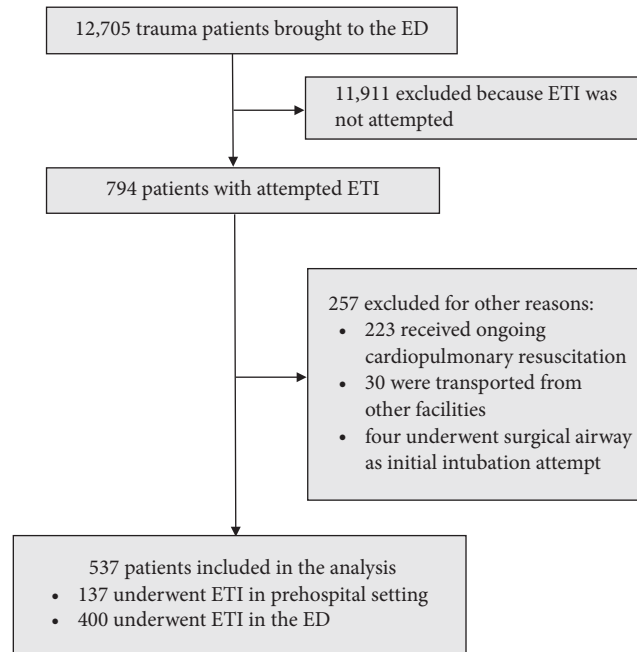 12,705 trauma patients brought to the ED
11,911 excluded because ETI was
not attempted
794 patients with attempted ETI
257 excluded for other reasons:
• 223 received ongoing
cardiopulmonary resuscitation
• 30 were transported from
other facilities
• four underwent surgical airway
as initial intubation attempt
537 patients included in the analysis
• 137 underwent ETI in prehospital setting
• 400 underwent ETI in the ED